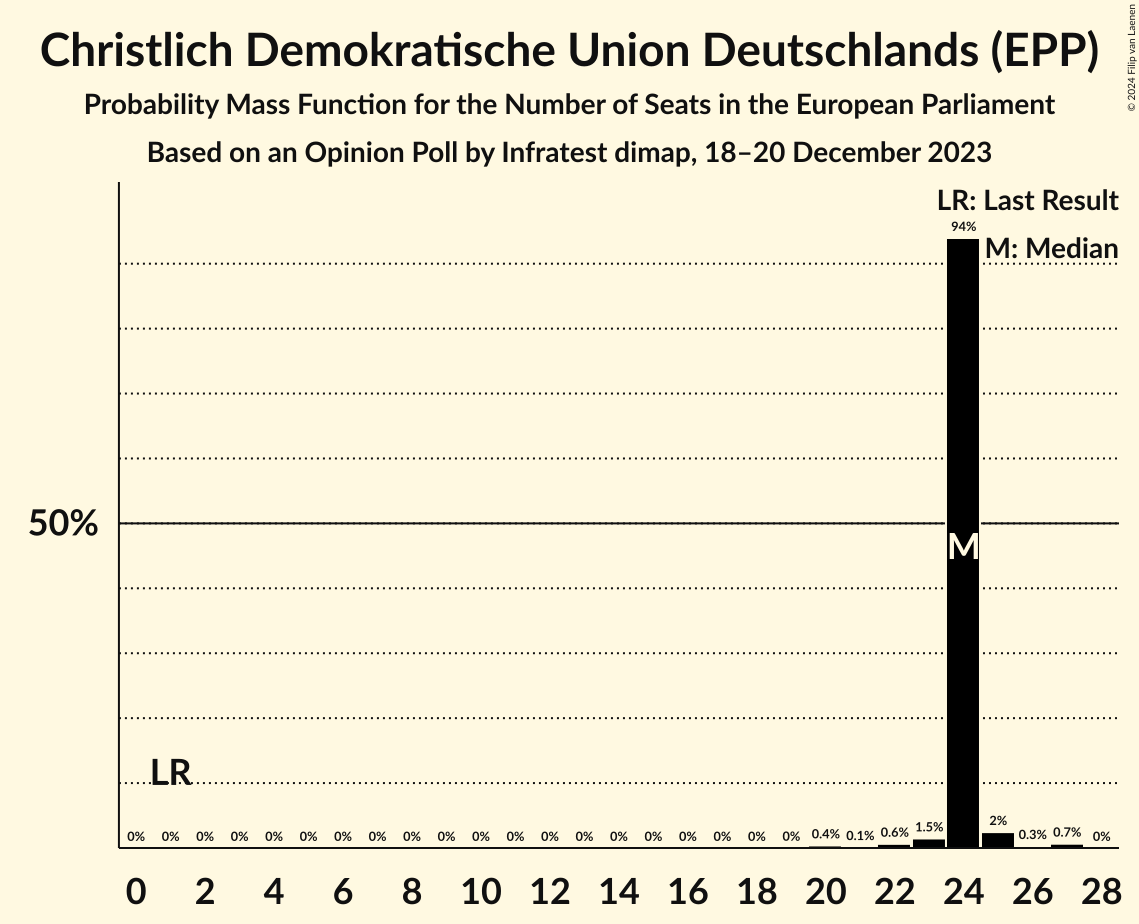 Christlich Demokratische Union Deutschlands (EPP)
Probability Mass Function for the Number of Seats in the European Parliament
Based on an Opinion Poll by Infratest dimap, 18–20 December 2023
© 2024 Filip van Laenen
LR: Last Result
M: Median
94%
50%
M
LR
0% 0% 0% 0% 0% 0% 0% 0% 0% 0% 0% 0% 0% 0% 0% 0% 0% 0% 0% 0% 0.4% 0.1% 0.6% 1.5% 2% 0.3% 0.7% 0%
0 2 4 6 8 10 12 14 16 18 20 22 24 26 28